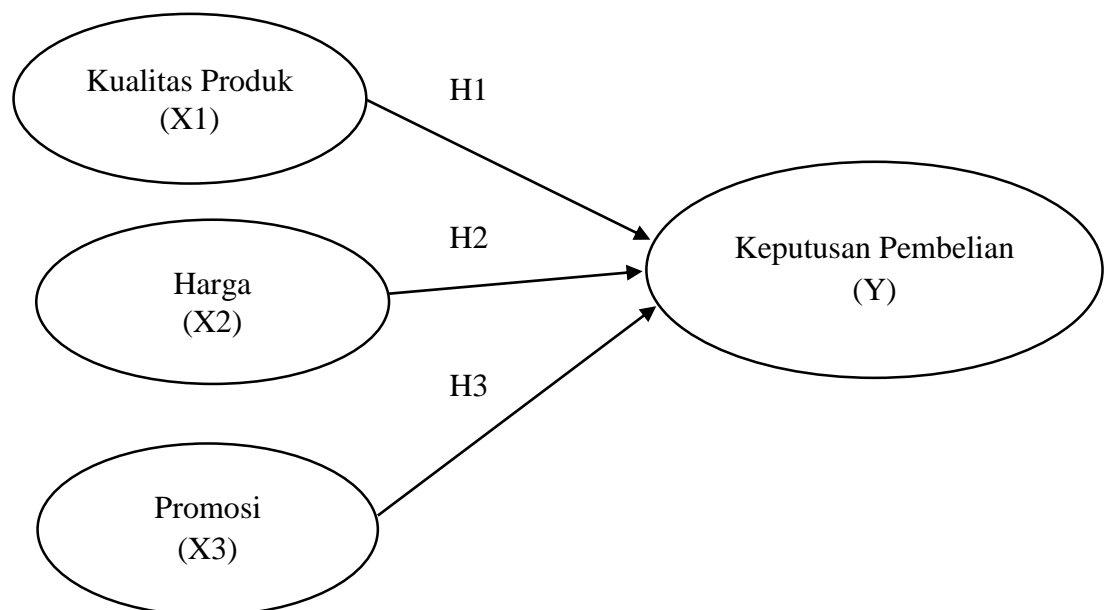 Kualitas Produk
(X1)
H1
H2
Keputusan Pembelian
(Y)
Harga
(X2)
H3
Promosi
(X3)